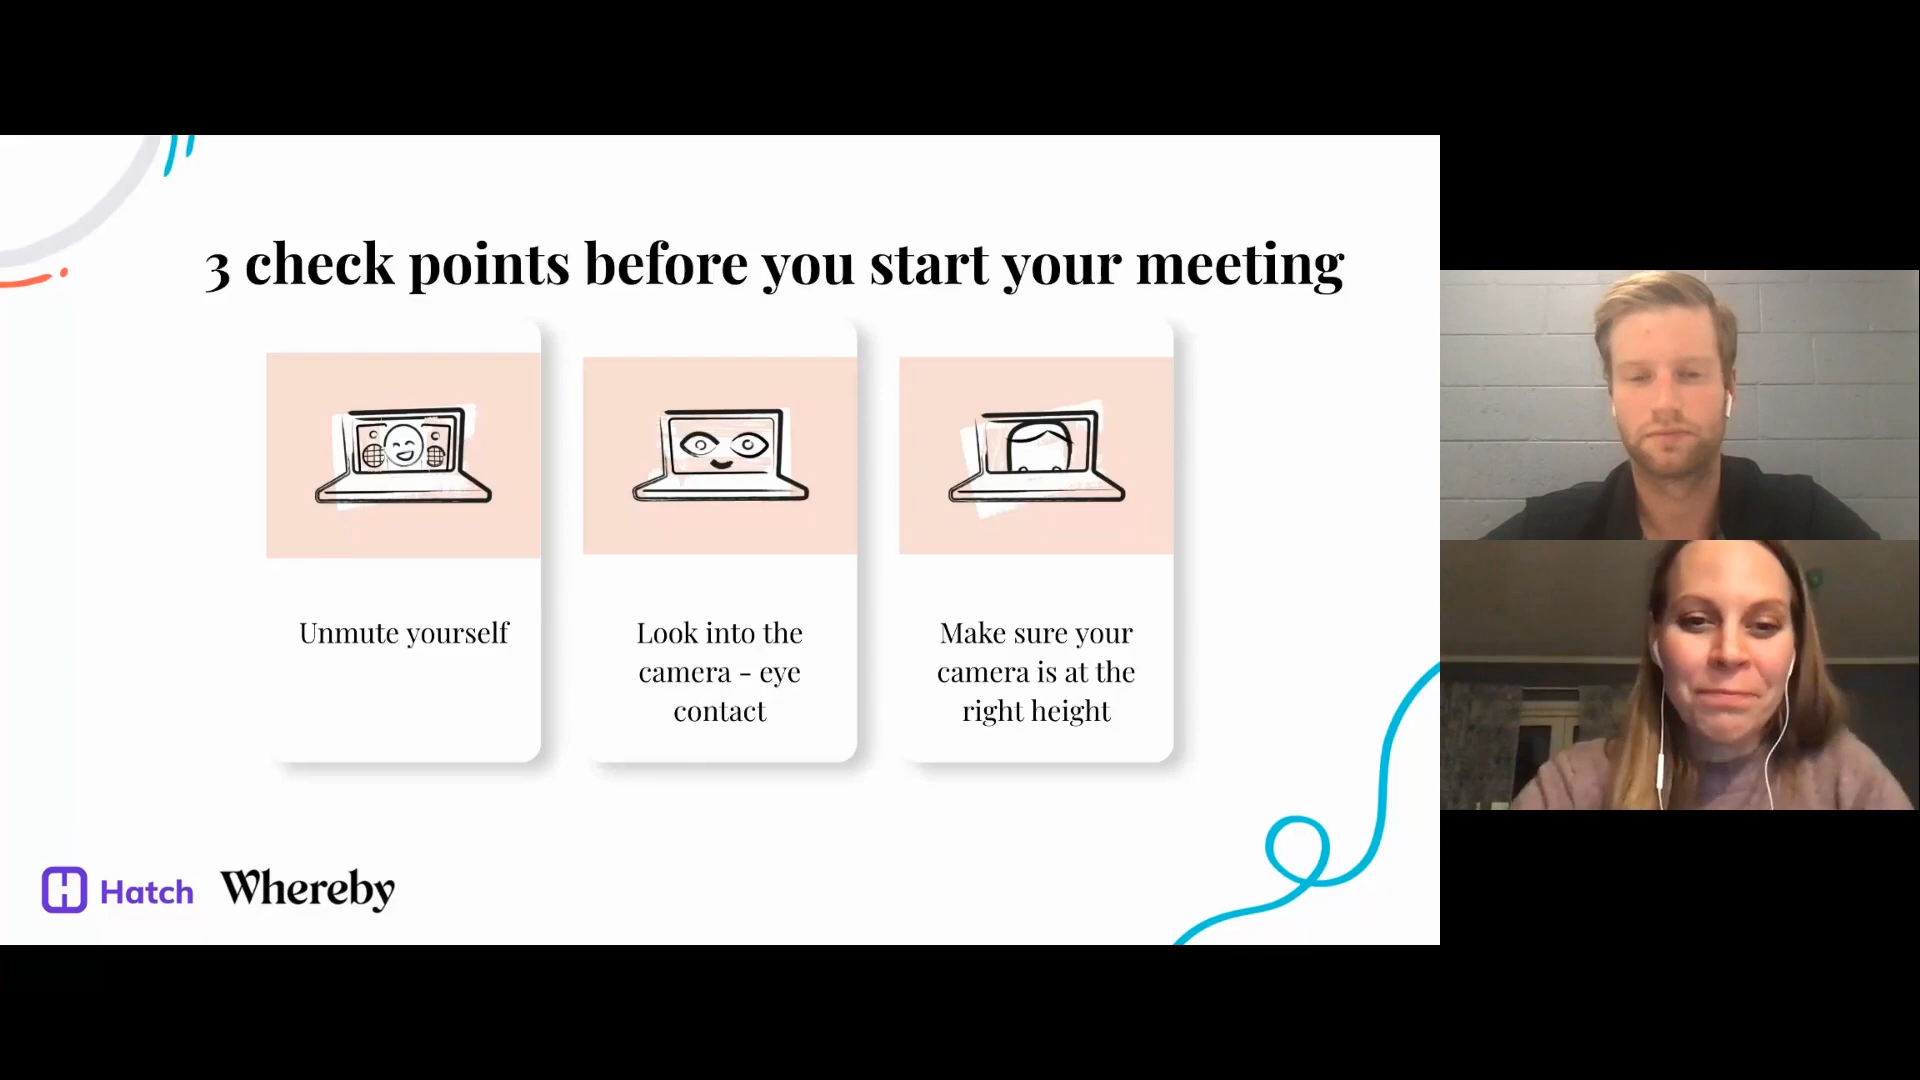 3 check points before you start your meeting
Unmute yourself
Look into the
camera - eye
contact
Make sure your
camera is at the
right height
Hatch
Whereby